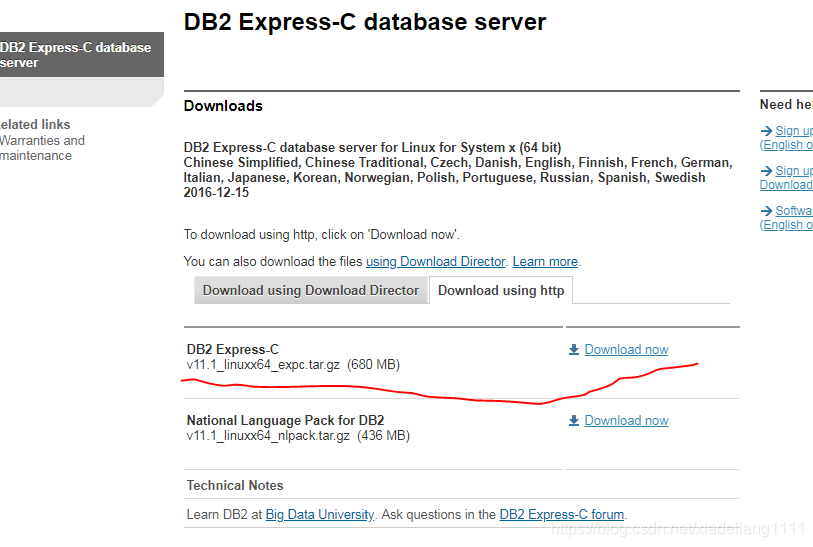 DB2 Express-C database server
DB2 Express-C database
server
elated links
Warranties and
maintenance
Downloads
DB2 Express-C database server for Linux for System x (64 bit)
Chinese Simplified, Chinese Traditional, Czech, Danish, English, Finnish, French, German,
Italian, Japanese, Korean, Norwegian, Polish, Portuguese, Russian, Spanish, Swedish
2016-12-15
To download using http, click on 'Download now'.
You can also download the files using Download Director. Learn more.
Download using Download Director Download using http
DB2 Express-C Download now
v11.1_linuxx64_expc.tar.gz (680 MB)
National Language Pack for DB2 Download now
v11.1_linuxx64_nlpack.tar.gz (436 MB)
Technical Notes
Learn DB2 at Big Data University. Ask questions in the DB2 Express-C forum.
Need hel
Sign up
(English o
Sign up
Download
Softwa
(English o
https://blog.csdn.net/xiadeliang1111